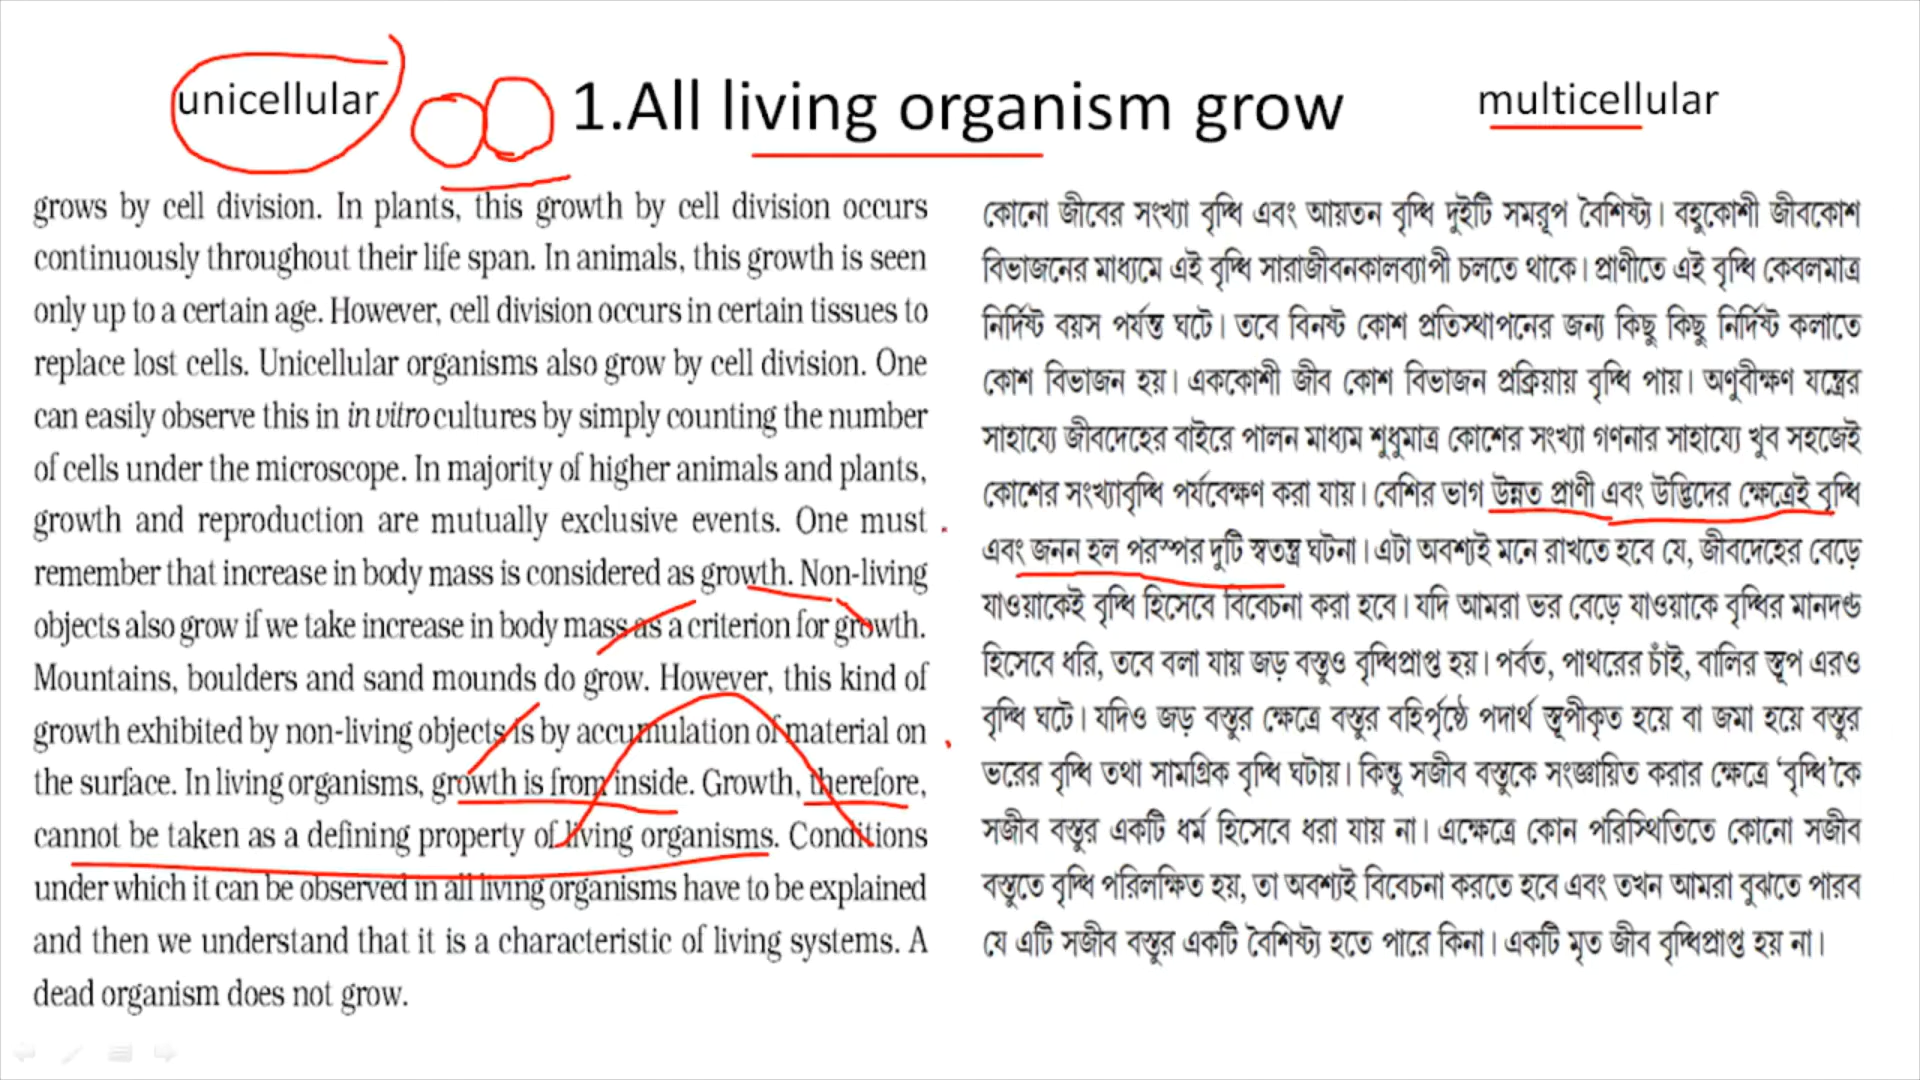 unicellular
1.All living organism grow
multicellular
grows by cell division. In plants, this growth by cell division occurs
continuously throughout their life span. In animals, this growth is seen
only up to a certain age. However, cell division occurs in certain tissues to
replace lost cells. Unicellular organisms also grow by cell division. One
can easily observe this in in vitro cultures by simply counting the number
of cells under the microscope. In majority of higher animals and plants,
growth and reproduction are mutually exclusive events. One must
remember that increase in body mass is considered as growth. Non-living
objects also grow if we take increase in body mass as a criterion for growth.
Mountains, boulders and sand mounds do grow. However, this kind of
growth exhibited by non-living objects is by accumulation of material on
the surface. In living organisms, growth is from inside. Growth, therefore,
cannot be taken as a defining property of living organisms. Conditions
under which it can be observed in all living organisms have to be explained
and then we understand that it is a characteristic of living systems. A
dead organism does not grow.
কোনো জীবের সংখ্যা বৃদ্ধি এবং আয়তন বৃদ্ধি দুইটি সমরূপ বৈশিষ্ট্য। বহুকোশী জীবকোশ
বিভাজনের মাধ্যমে এই বৃদ্ধি সারাজীবনকালব্যাপী চলতে থাকে। প্রাণীতে এই বৃদ্ধি কেবলমাত্র
নির্দিষ্ট বয়স পর্যন্ত ঘটে। তবে বিনষ্ট কোশ প্রতিস্থাপনের জন্য কিছু কিছু নির্দিষ্ট কলাতে
কোশ বিভাজন হয়। এককোশী জীব কোশ বিভাজন প্রক্রিয়ায় বৃদ্ধি পায়। অণুবীক্ষণ যন্ত্রের
সাহায্যে জীবদেহের বাইরে পালন মাধ্যম শুধুমাত্র কোশের সংখ্যা গণনার সাহায্যে খুব সহজেই
কোশের সংখ্যাবৃদ্ধি পর্যবেক্ষণ করা যায়। বেশির ভাগ উন্নত প্রাণী এবং উদ্ভিদের ক্ষেত্রেই বৃদ্ধি
এবং জনন হল পরস্পর দুটি স্বতন্ত্র ঘটনা। এটা অবশ্যই মনে রাখতে হবে যে, জীবদেহের বেড়ে
যাওয়াকেই বৃদ্ধি হিসেবে বিবেচনা করা হবে। যদি আমরা ভর বেড়ে যাওয়াকে বৃদ্ধির মানদণ্ড
হিসেবে ধরি, তবে বলা যায় জড় বস্তুও বৃদ্ধিপ্রাপ্ত হয়। পর্বত, পাথরের চাঁই, বালির স্তূপ এরও
বৃদ্ধি ঘটে। যদিও জড় বস্তুর ক্ষেত্রে বস্তুর বহির্পৃষ্ঠে পদার্থ স্তূপীকৃত হয়ে বা জমা হয়ে বস্তুর
ভরের বৃদ্ধি তথা সামগ্রিক বৃদ্ধি ঘটায়। কিন্তু সজীব বস্তুকে সংজ্ঞায়িত করার ক্ষেত্রে ‘বৃদ্ধি’কে
সজীব বস্তুর একটি ধর্ম হিসেবে ধরা যায় না। এক্ষেত্রে কোন পরিস্থিতিতে কোনো সজীব
বস্তুতে বৃদ্ধি পরিলক্ষিত হয়, তা অবশ্যই বিবেচনা করতে হবে এবং তখন আমরা বুঝতে পারব
যে এটি সজীব বস্তুর একটি বৈশিষ্ট্য হতে পারে কিনা। একটি মৃত জীব বৃদ্ধিপ্রাপ্ত হয় না।